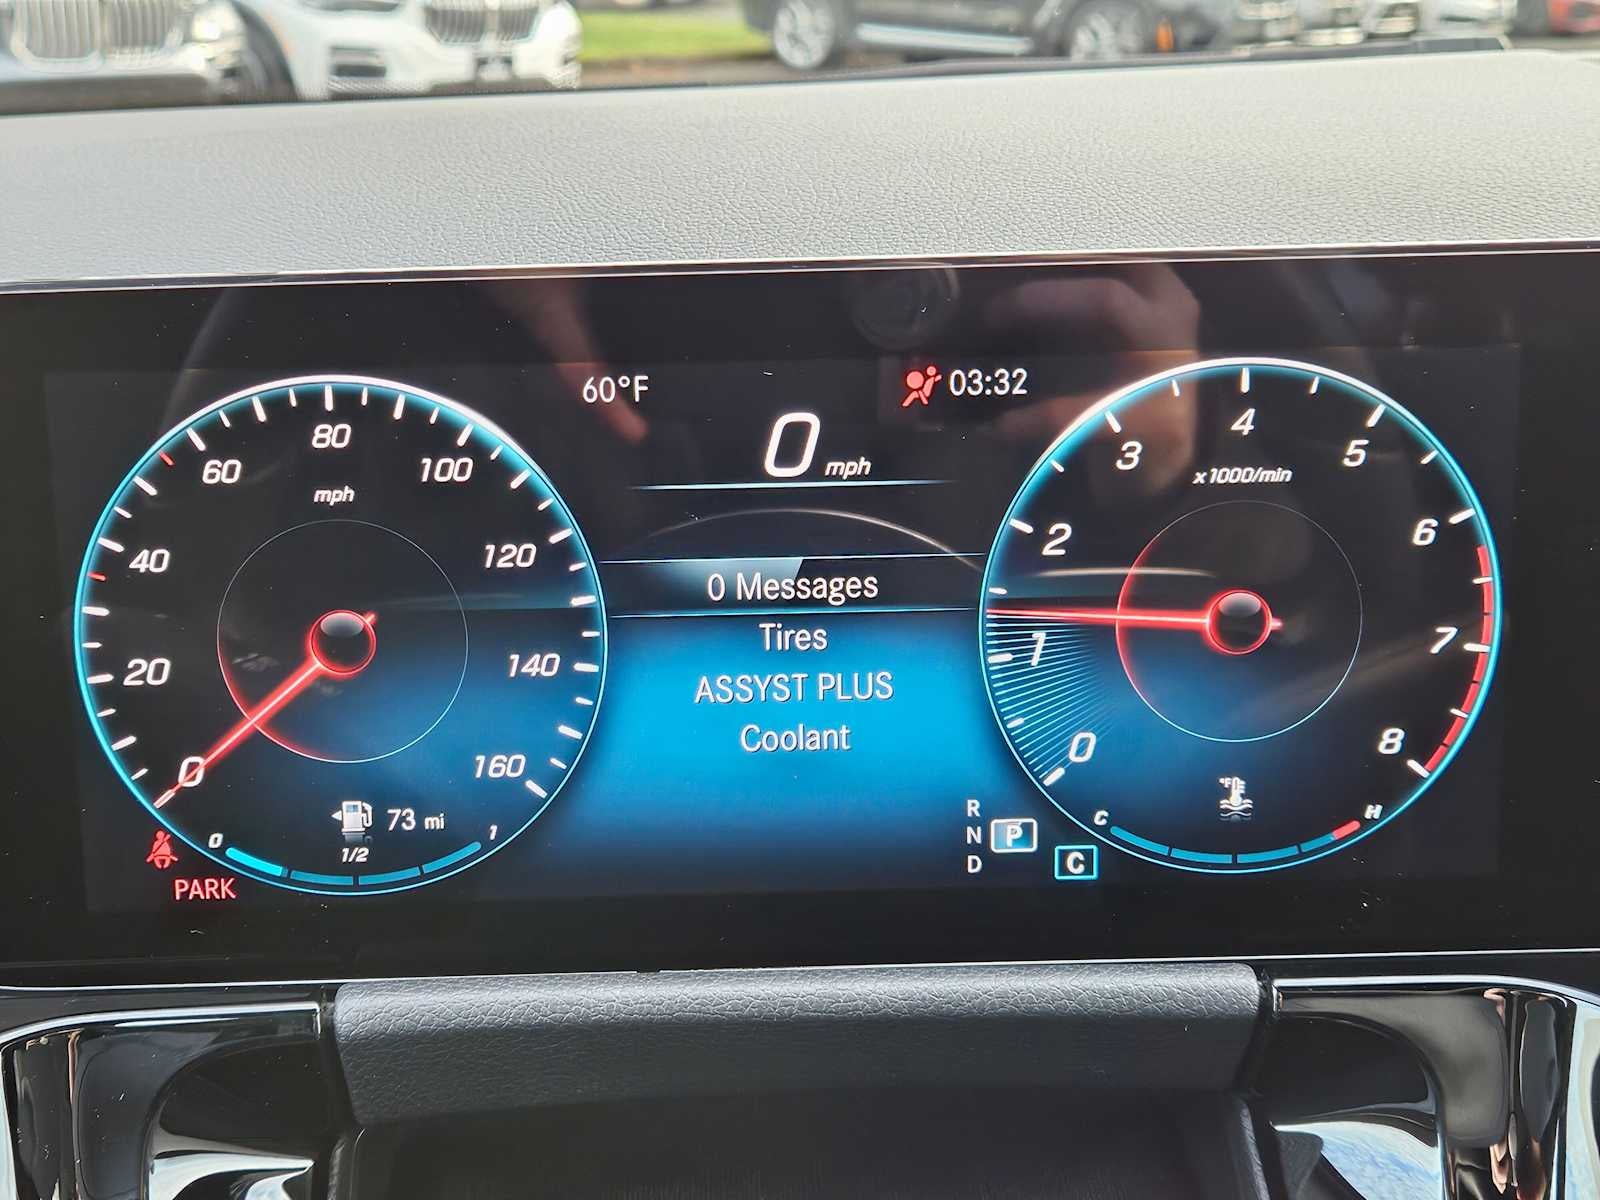 60°F
03:32
0 mph
0 Messages
Tires
ASSYST PLUS
Coolant
0
20
40
60
80
100
120
140
160
mph
73 mi
0
1/2
1
PARK
R
N
D
P
C
0
1
2
3
4
5
6
7
8
x1000/min
°F
C
H